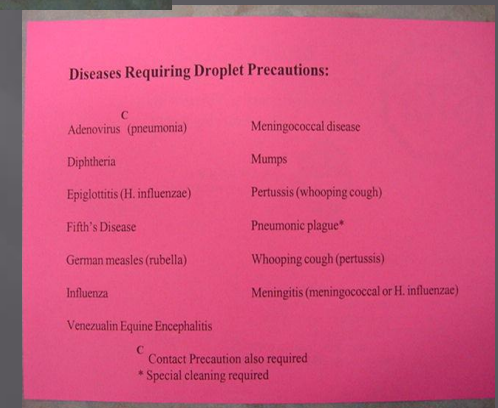 Diseases Requiring Droplet Precautions:
C
Adenovirus (pneumonia)
Diphtheria
Epiglottitis (H. influenzae)
Fifth's Disease
German measles (rubella)
Influenza
Venezualin Equine Encephalitis
Meningococcal disease
Mumps
Pertussis (whooping cough)
Pneumonic plague*
Whooping cough (pertussis)
Meningitis (meningococcal or H. influenzae)
C Contact Precaution also required
* Special cleaning required